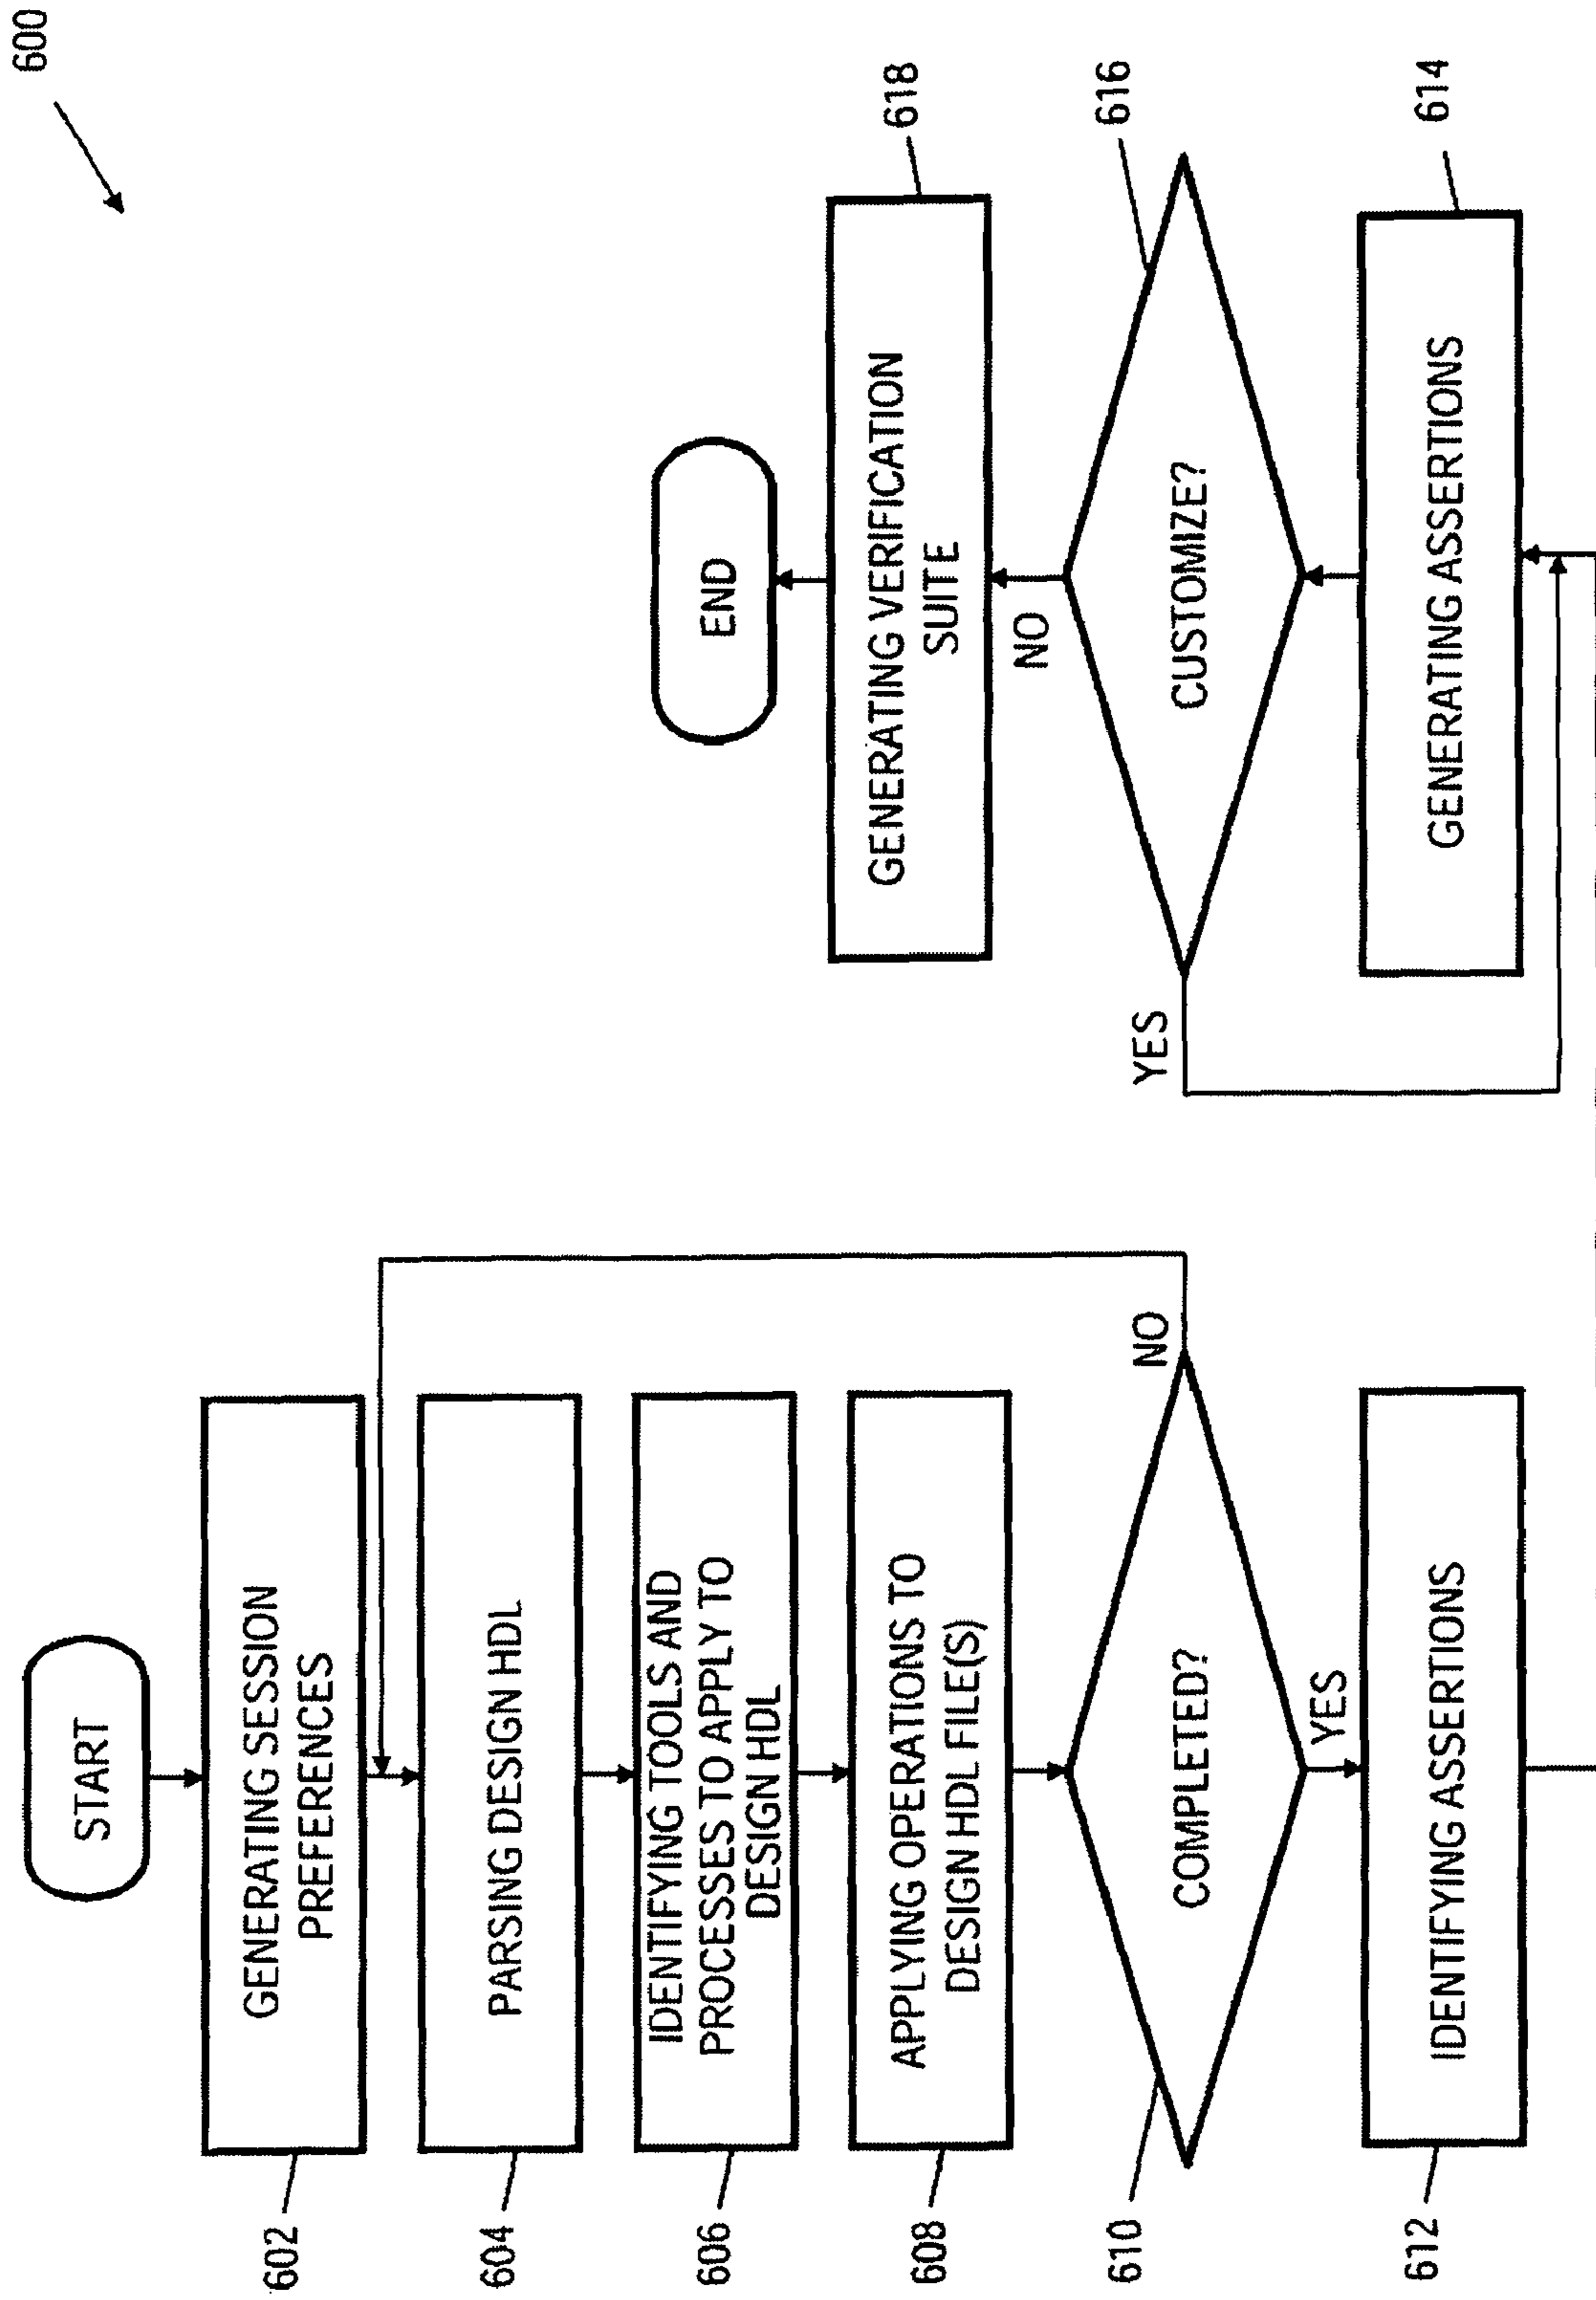 600
START
GENERATING SESSION
PREFERENCES
602
PARSING DESIGN HDL
604
IDENTIFYING TOOLS AND
PROCESSES TO APPLY TO
DESIGN HDL
606
APPLYING OPERATIONS TO
DESIGN HDL FILE(S)
608
COMPLETED?
610
NO
YES
IDENTIFYING ASSERTIONS
612
GENERATING ASSERTIONS
614
CUSTOMIZE?
616
YES
NO
GENERATING VERIFICATION
SUITE
618
END